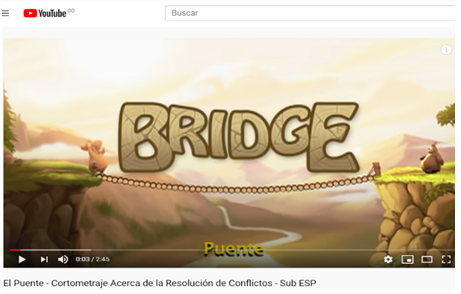 YouTube CO
Buscar
BRIDGE
Puente
0:03 / 2:45
El Puente - Cortometraje Acerca de la Resolución de Conflictos - Sub ESP